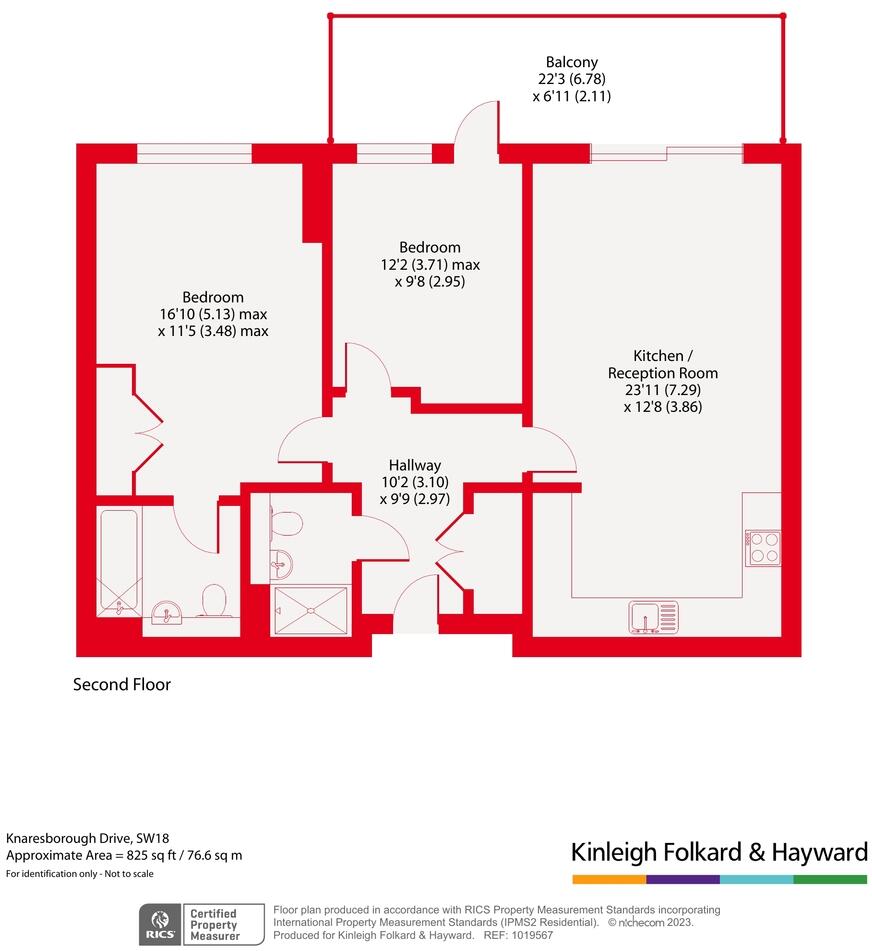 Balcony
22'3 (6.78)
x 6'11 (2.11)
Bedroom
12'2 (3.71) max
x 9'8 (2.95)
Bedroom
16'10 (5.13) max
x 11'5 (3.48) max
Kitchen /
Reception Room
23'11 (7.29)
x 12'8 (3.86)
Hallway
10'2 (3.10)
x 9'9 (2.97)
Second Floor
Knaresborough Drive, SW18
Approximate Area = 825 sq ft / 76.6 sq m
For identification only - Not to scale
Kinleigh Folkard & Hayward
RICS
Certified
Property
Measurer
Floor plan produced in accordance with RICS Property Measurement Standards incorporating
International Property Measurement Standards (IPMS2 Residential). © nichecom 2023.
Produced for Kinleigh Folkard & Hayward. REF: 1019567